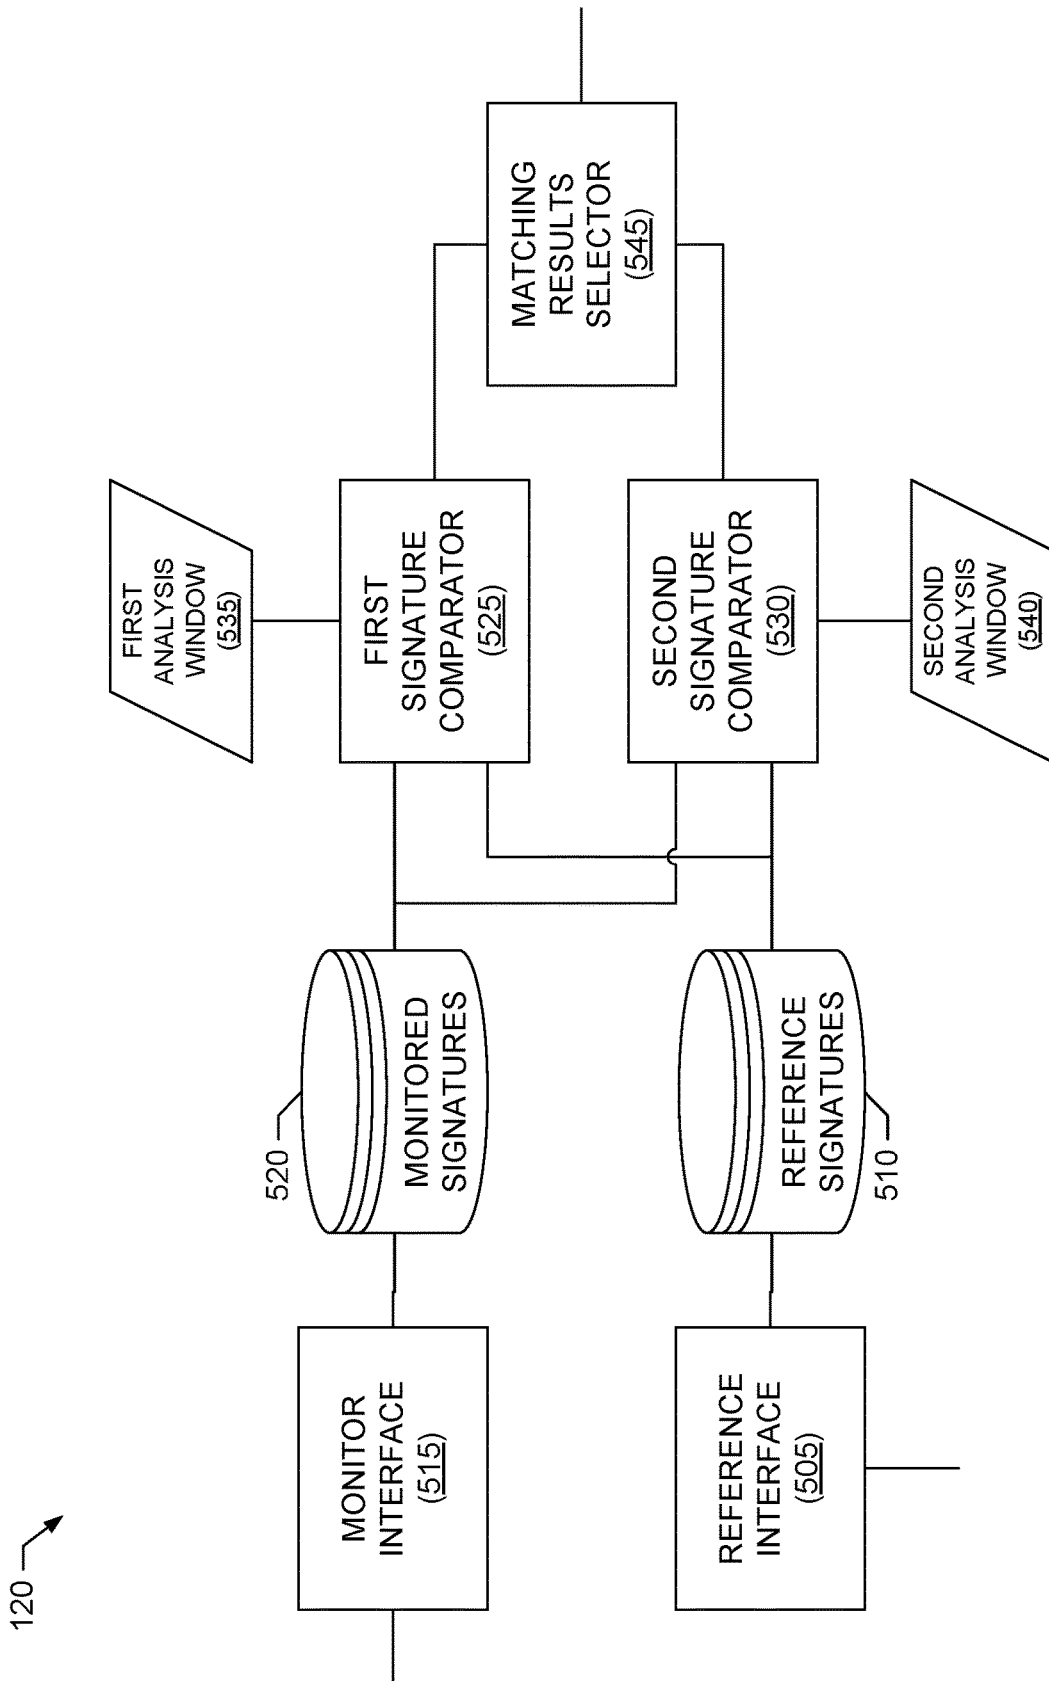 120
MONITOR
INTERFACE
(515)
520
MONITORED
SIGNATURES
FIRST
ANALYSIS
WINDOW
(535)
FIRST
SIGNATURE
COMPARATOR
(525)
MATCHING
RESULTS
SELECTOR
(545)
REFERENCE
INTERFACE
(505)
REFERENCE
SIGNATURES
510
SECOND
SIGNATURE
COMPARATOR
(530)
SECOND
ANALYSIS
WINDOW
(540)